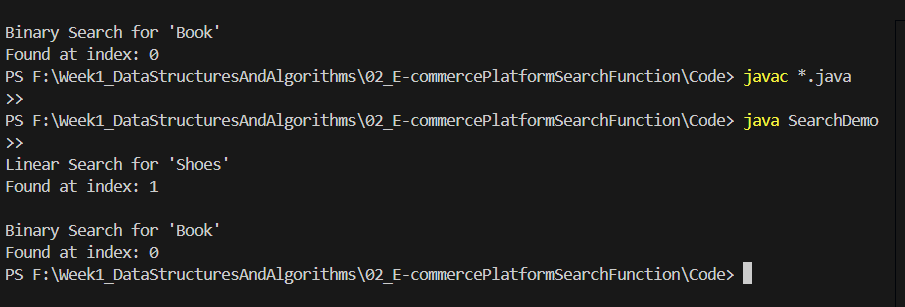 Binary Search for 'Book'
Found at index: 0
PS F:\Week1_DataStructuresAndAlgorithms\02_E-commercePlatformSearchFunction\Code> javac *.java
>>
PS F:\Week1_DataStructuresAndAlgorithms\02_E-commercePlatformSearchFunction\Code> java SearchDemo
>>
Linear Search for 'Shoes'
Found at index: 1
Binary Search for 'Book'
Found at index: 0
PS F:\Week1_DataStructuresAndAlgorithms\02_E-commercePlatformSearchFunction\Code>